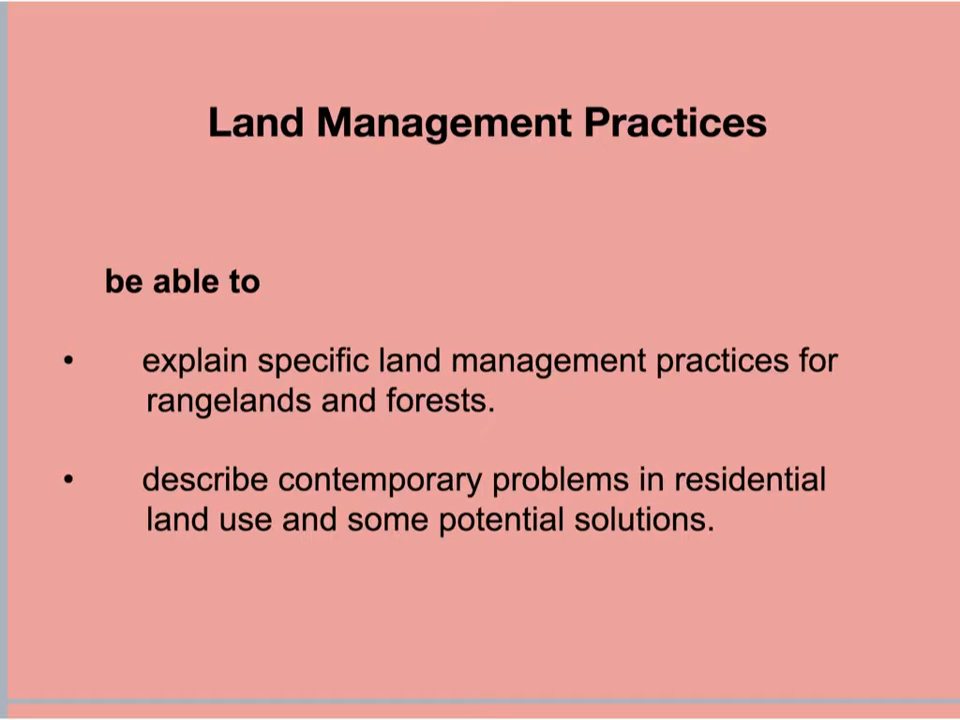 Land Management Practices
be able to
• explain specific land management practices for
rangelands and forests.
• describe contemporary problems in residential
land use and some potential solutions.